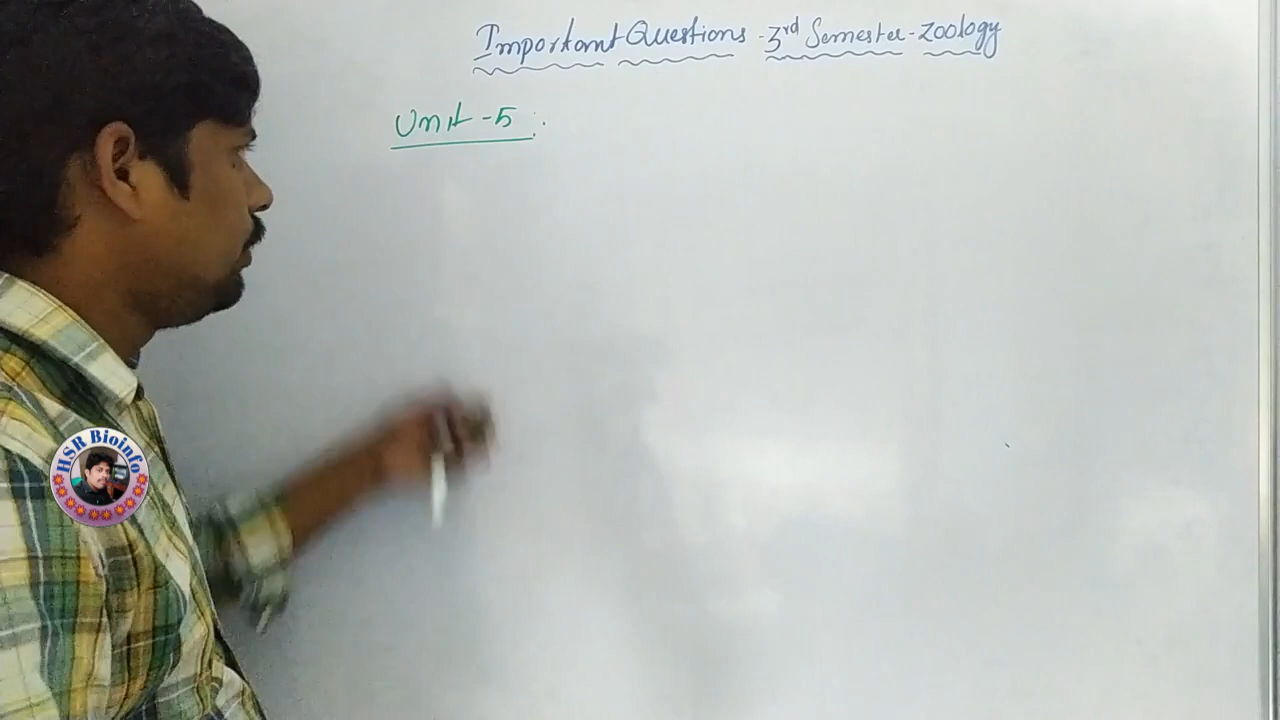 Important Questions - 3rd Semester - Zoology
Unit - 5 :.
HSR Bioinfo